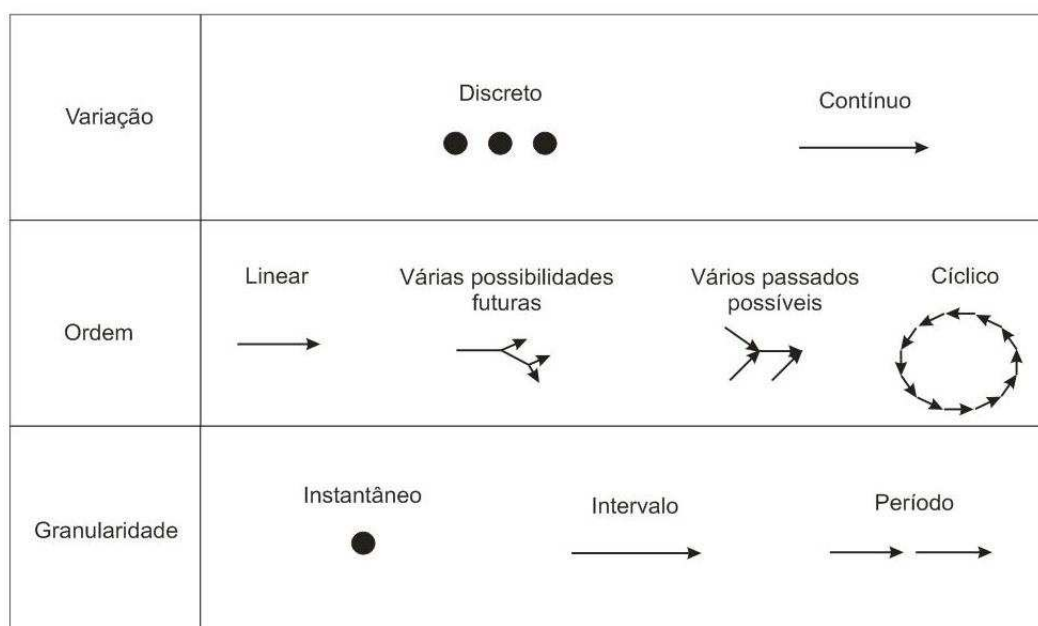 Variação
Discreto
Contínuo
Ordem
Linear
Várias possibilidades
futuras
Vários passados
possíveis
Cíclico
Granularidade
Instantâneo
Intervalo
Período